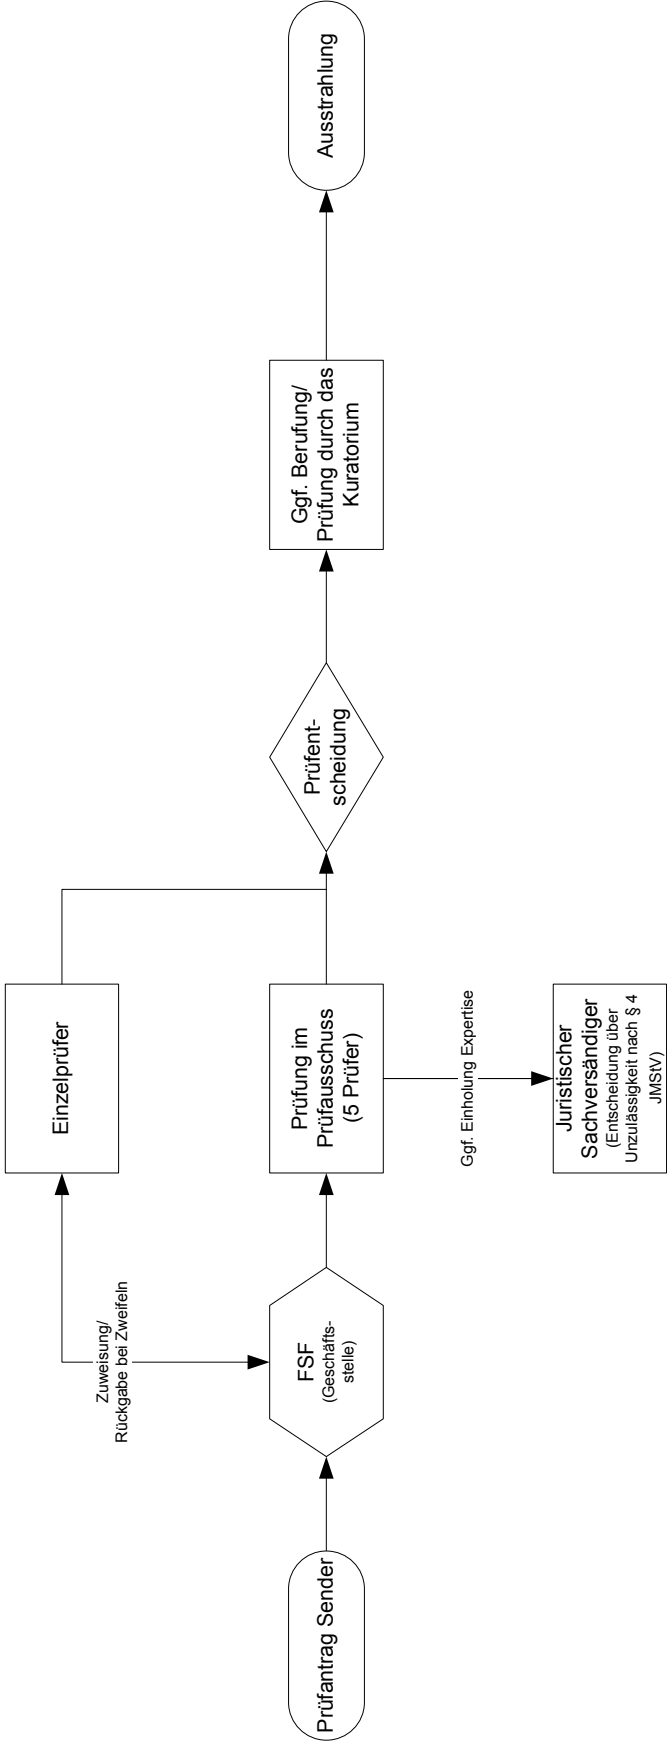 Prüfantrag Sender
FSF
(Geschäfts-
stelle)
Zuweisung/
Rückgabe bei Zweifeln
Einzelprüfer
Prüfung im
Prüfausschuss
(5 Prüfer)
Ggf. Einholung Expertise
Juristischer
Sachversändiger
(Entscheidung über
Unzulässigkeit nach § 4
JMStV)
Prüfent-
scheidung
Ggf. Berufung/
Prüfung durch das
Kuratorium
Ausstrahlung